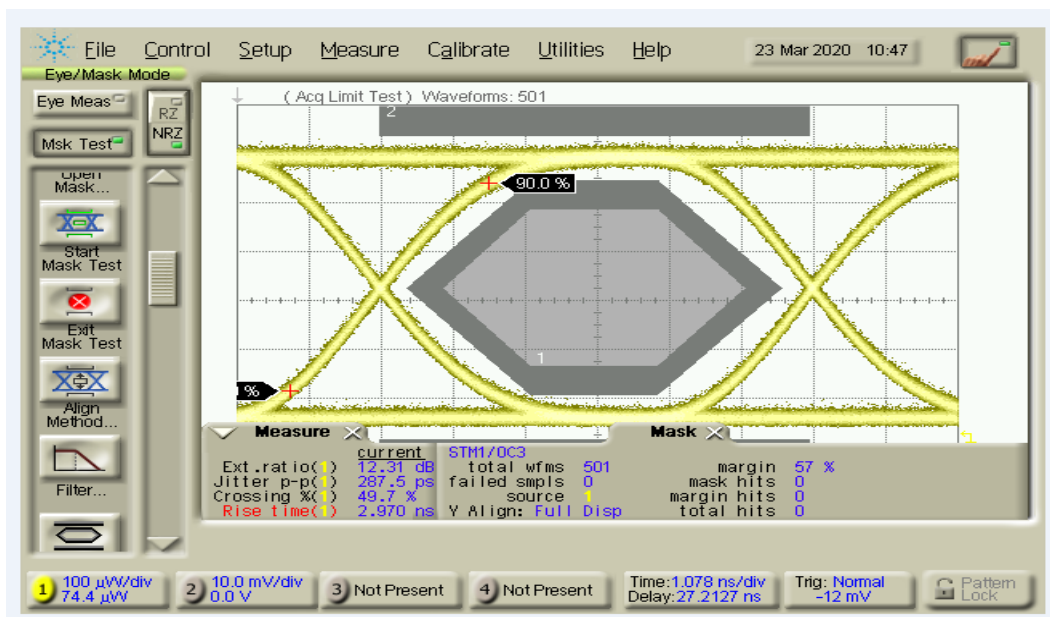 File Control Setup Measure Calibrate Utilities Help 23 Mar 2020 10:47
Eye/Mask Mode
Eye Meas
RZ
NRZ
Msk Test
( Acq Limit Test ) Waveforms: 501
2
90.0 %
1
%
Open
Mask...
Start
Mask Test
Exit
Mask Test
Align
Method...
Filter...
Measure
current
Ext.ratio(1) 12.31 dB
Jitter p-p(1) 287.5 ps
Crossing %(1) 49.7 %
Rise time(1) 2.970 ns
Mask
STM1/OC3
total wfms 501
failed smpls 0
source 1
Y Align: Full Disp
margin 57 %
mask hits 0
margin hits 0
total hits 0
1
1 100 µW/div
74.4 µW
2 10.0 mV/div
0.0 V
3 Not Present
4 Not Present
Time:1.078 ns/div
Delay:27.2127 ns
Trig: Normal
-12 mV
Pattern
Lock